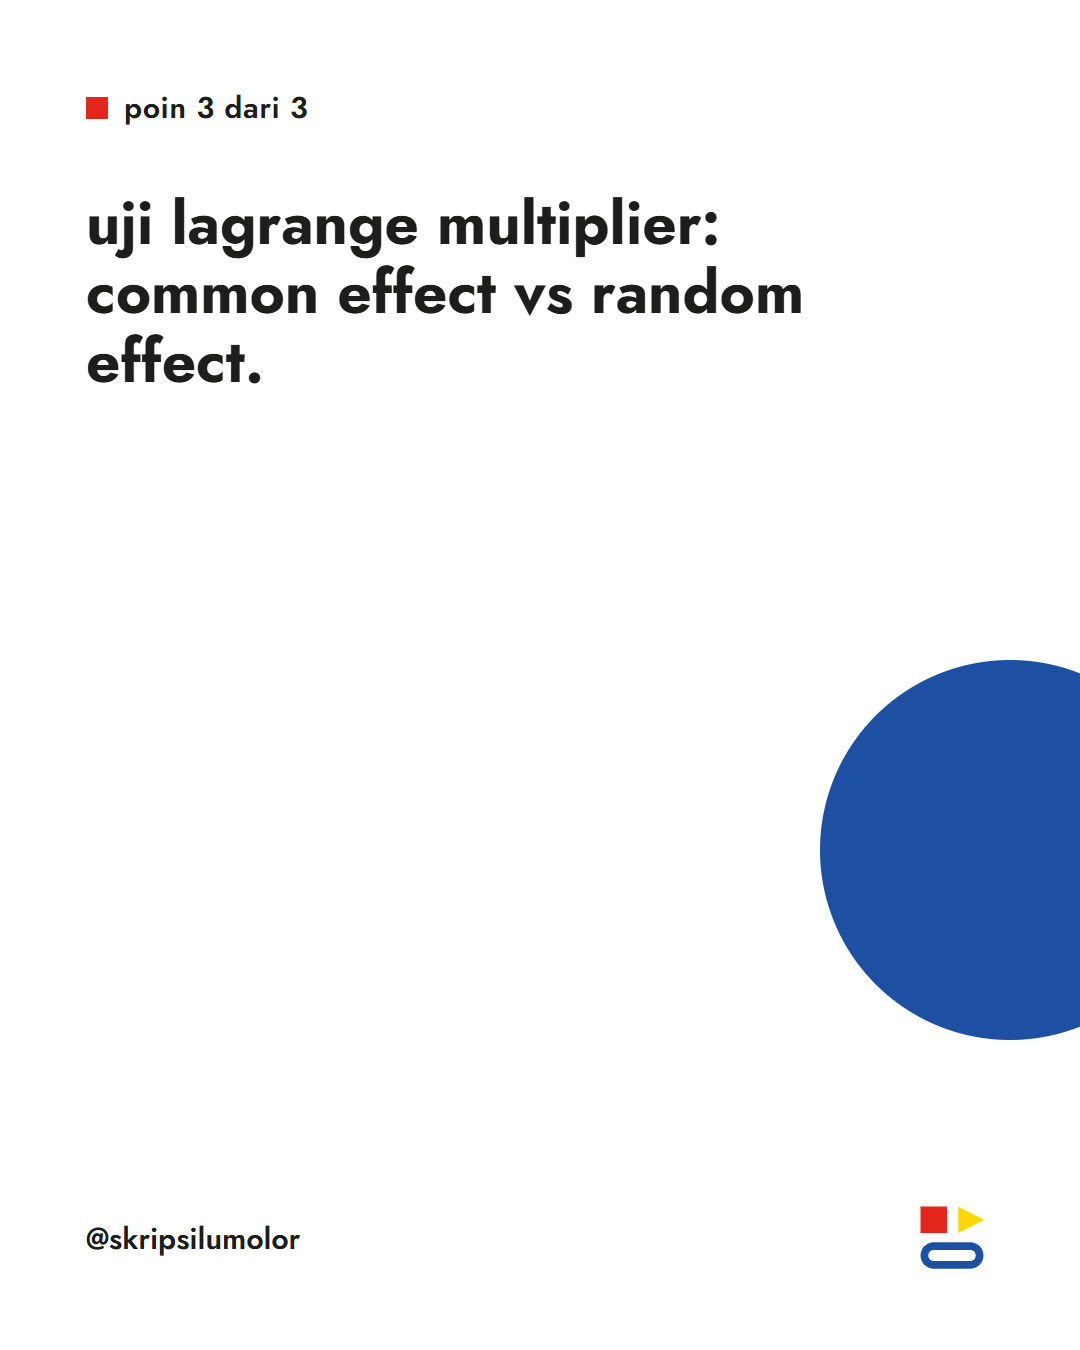 poin 3 dari 3
uji lagrange multiplier:
common effect vs random
effect.
@skripsilumolor